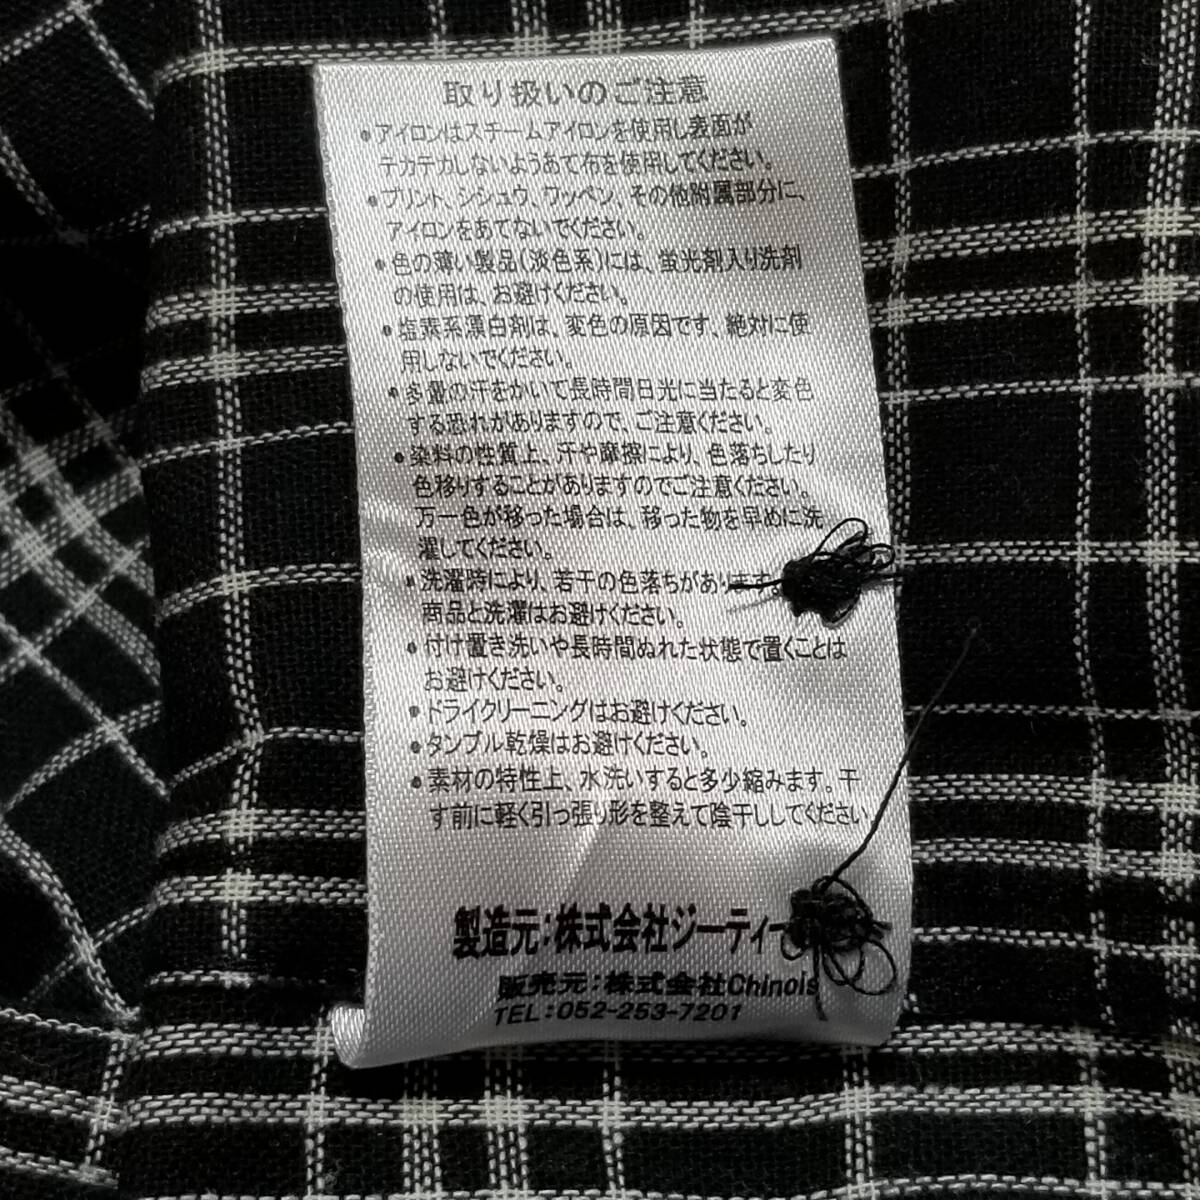 取り扱いのご注意
●アイロンはスチームアイロンを使用し表面が
テカテカしないようあて布を使用してください。
●プリント、シシュウ、ワッペン、その他附属部分に、
アイロンをあてないでください。
●色の薄い製品(淡色系)には、蛍光剤入り洗剤
の使用は、お避けください。
●塩素系漂白剤は、変色の原因です、絶対に使
用しないでください。
●多量の汗をかいて長時間日光に当たると変色
する恐れがありますので、ご注意ください。
●染料の性質上、汗や摩擦により、色落ちしたり
色移りすることがありますのでご注意ください。
万一色が移った場合は、移った物を早めに洗
濯してください。
●洗濯時により、若干の色落ちがあります
商品と洗濯はお避けください。
●付け置き洗いや長時間ぬれた状態で置くことは
お避けください。
●ドライクリーニングはお避けください。
●タンブル乾燥はお避けください。
●素材の特性上、水洗いすると多少縮みます。干
す前に軽く引っ張り形を整えて陰干ししてください
製造元:株式会社ジーティー
販売元:株式会社Chinois
TEL:052-253-7201